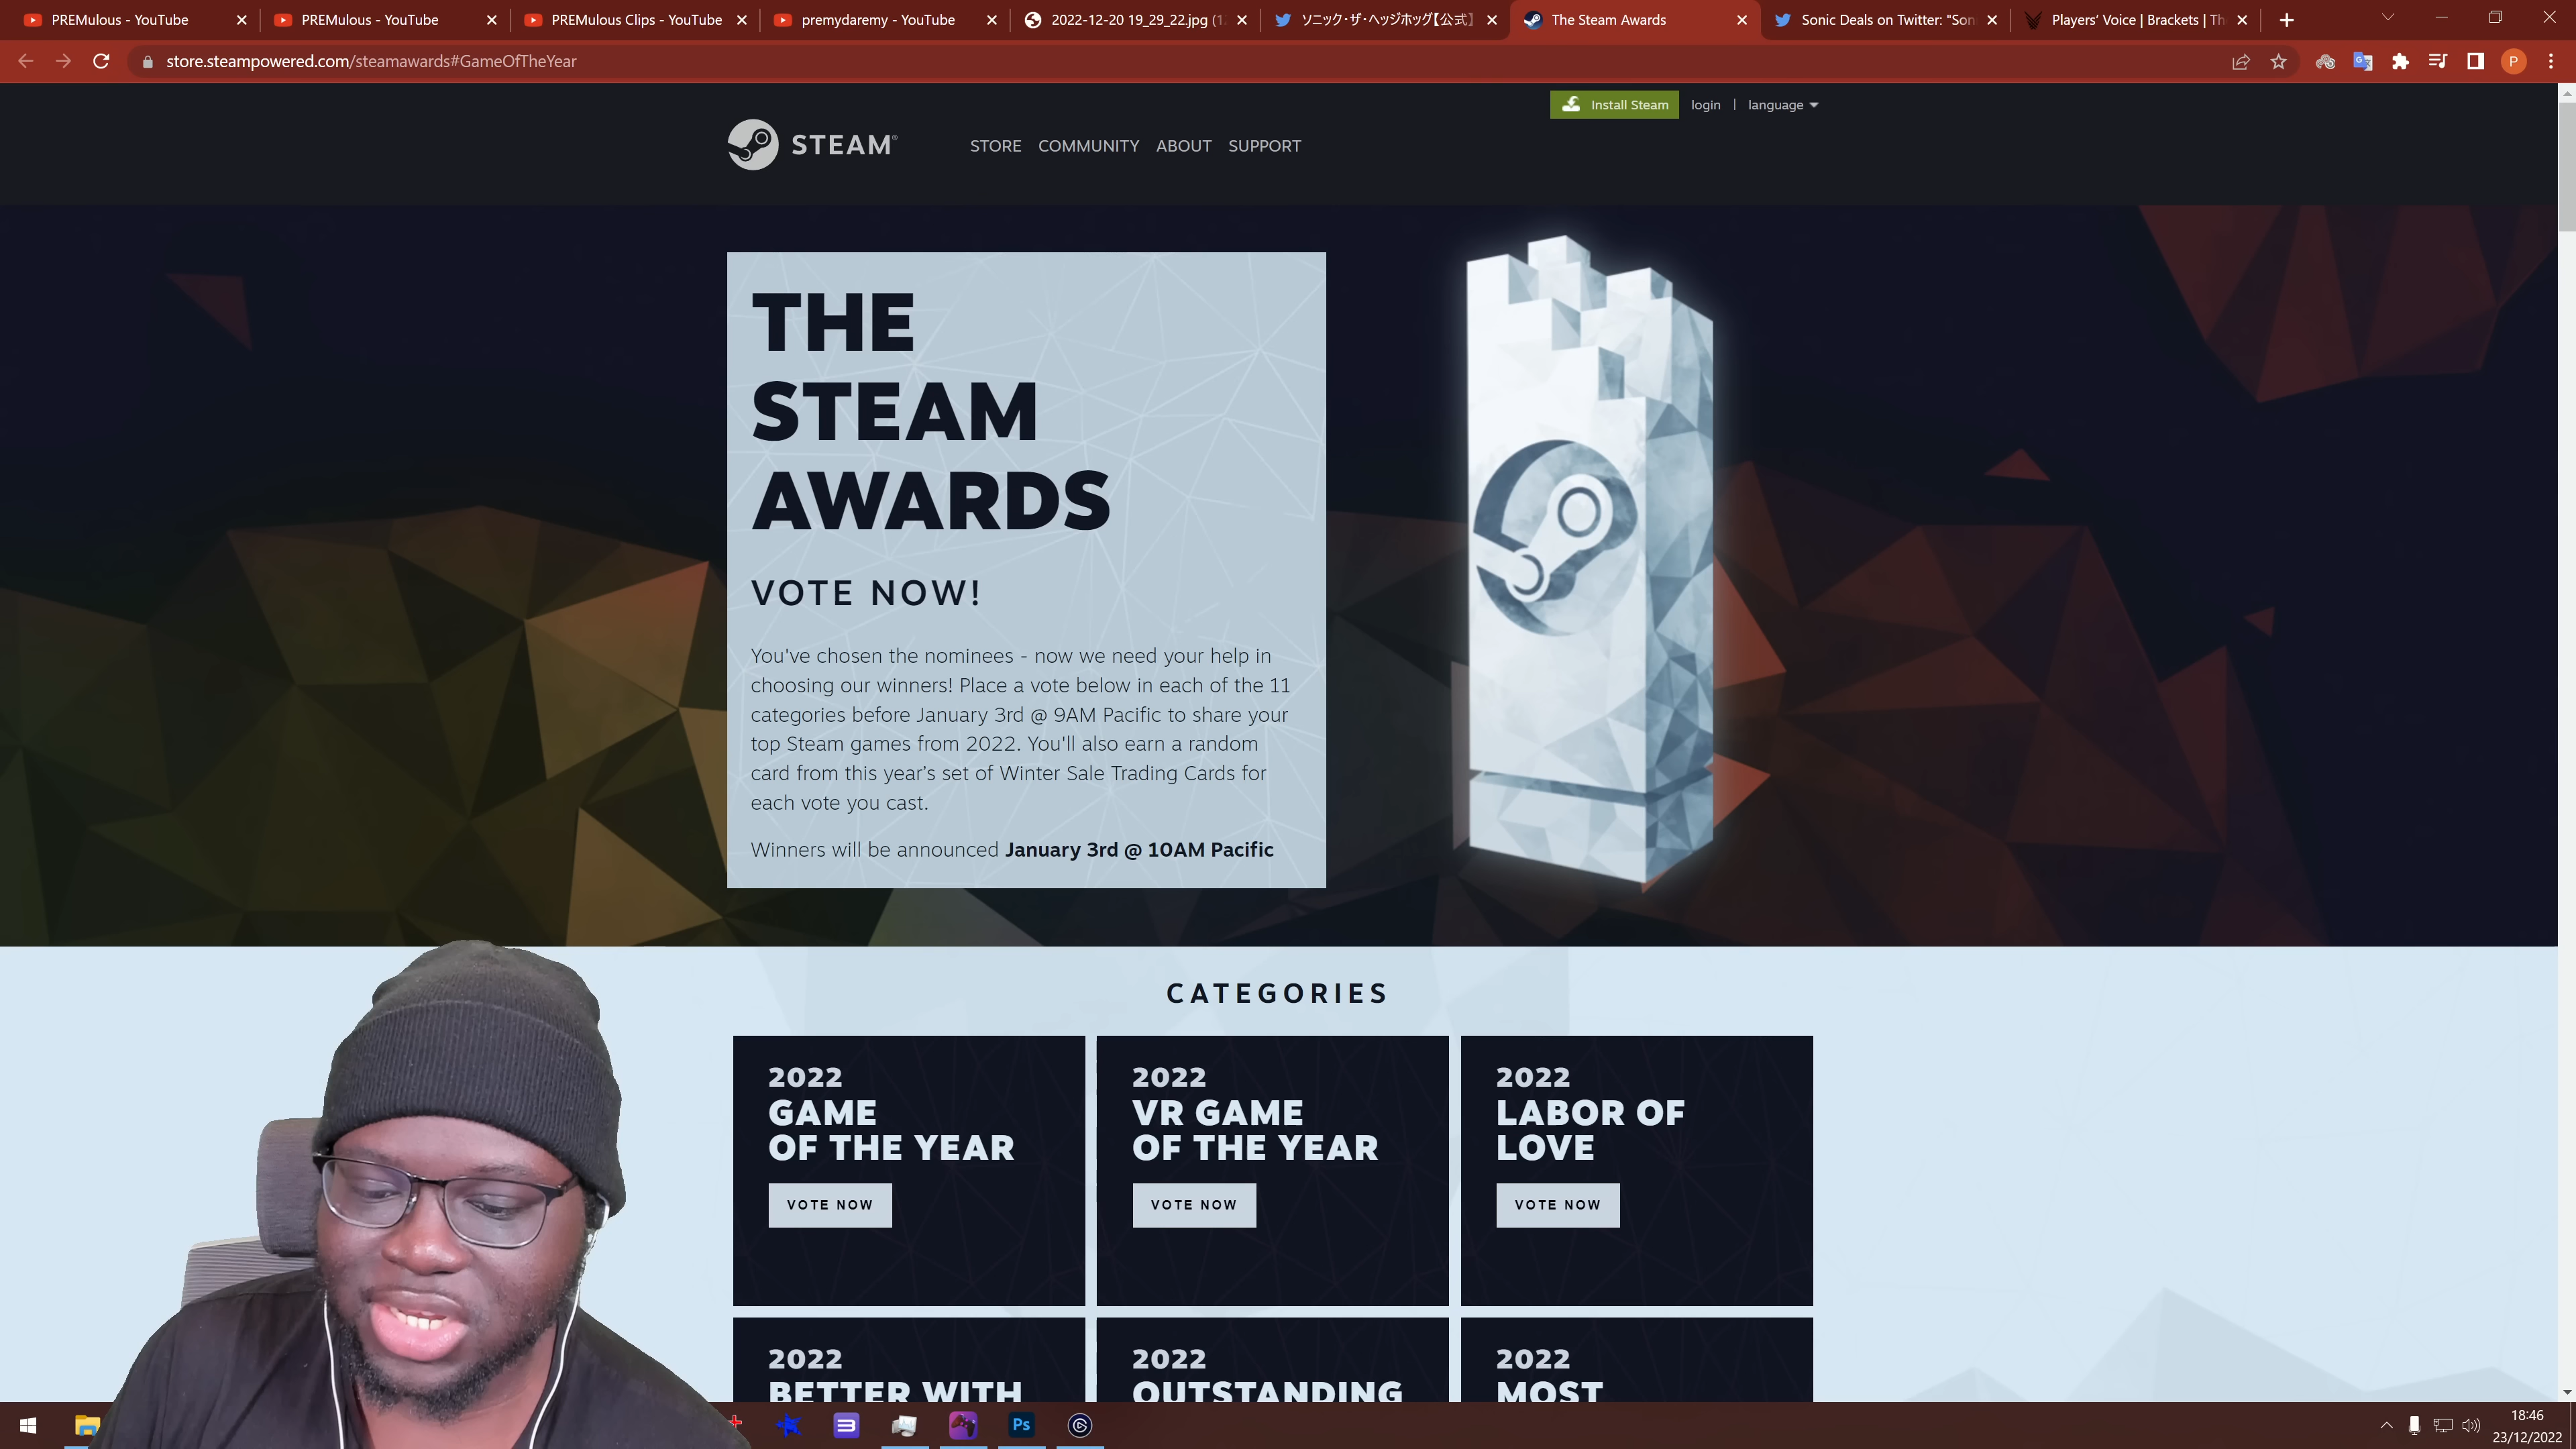 PREMulous - YouTube
PREMulous - YouTube
PREMulous Clips - YouTube
premydaremy - YouTube
2022-12-20 19_29_22.jpg (1
ソニック・ザ・ヘッジホッグ【公式】
The Steam Awards
Sonic Deals on Twitter: "Son
Players' Voice | Brackets | Th
store.steampowered.com/steamawards#GameOfTheYear
P
Install Steam
login | language
STEAM®
STORE COMMUNITY ABOUT SUPPORT
THE
STEAM
AWARDS
VOTE NOW!
You've chosen the nominees - now we need your help in
choosing our winners! Place a vote below in each of the 11
categories before January 3rd @ 9AM Pacific to share your
top Steam games from 2022. You'll also earn a random
card from this year's set of Winter Sale Trading Cards for
each vote you cast.
Winners will be announced January 3rd @ 10AM Pacific
CATEGORIES
2022
GAME
OF THE YEAR
VOTE NOW
2022
VR GAME
OF THE YEAR
VOTE NOW
2022
LABOR OF
LOVE
VOTE NOW
2022
BETTER WITH
2022
OUTSTANDING
2022
MOST
Ps
18:46
23/12/2022